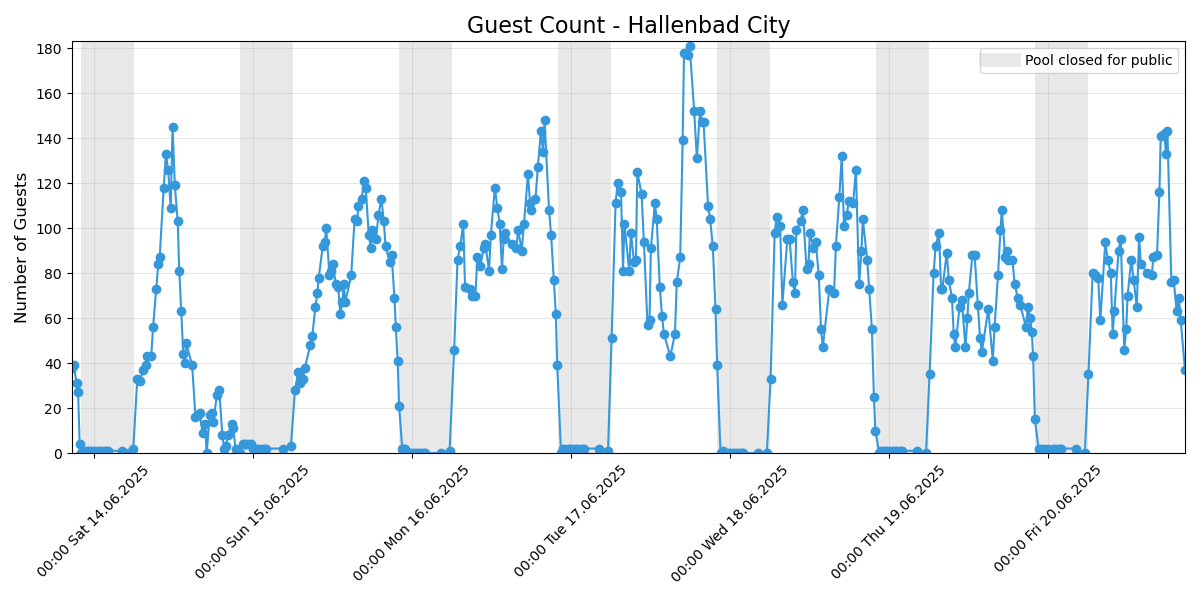 Guest Count - Hallenbad City
Pool closed for public
Number of Guests
180
160
140
120
100
80
60
40
20
0
00:00 Sat 14.06.2025
00:00 Sun 15.06.2025
00:00 Mon 16.06.2025
00:00 Tue 17.06.2025
00:00 Wed 18.06.2025
00:00 Thu 19.06.2025
00:00 Fri 20.06.2025